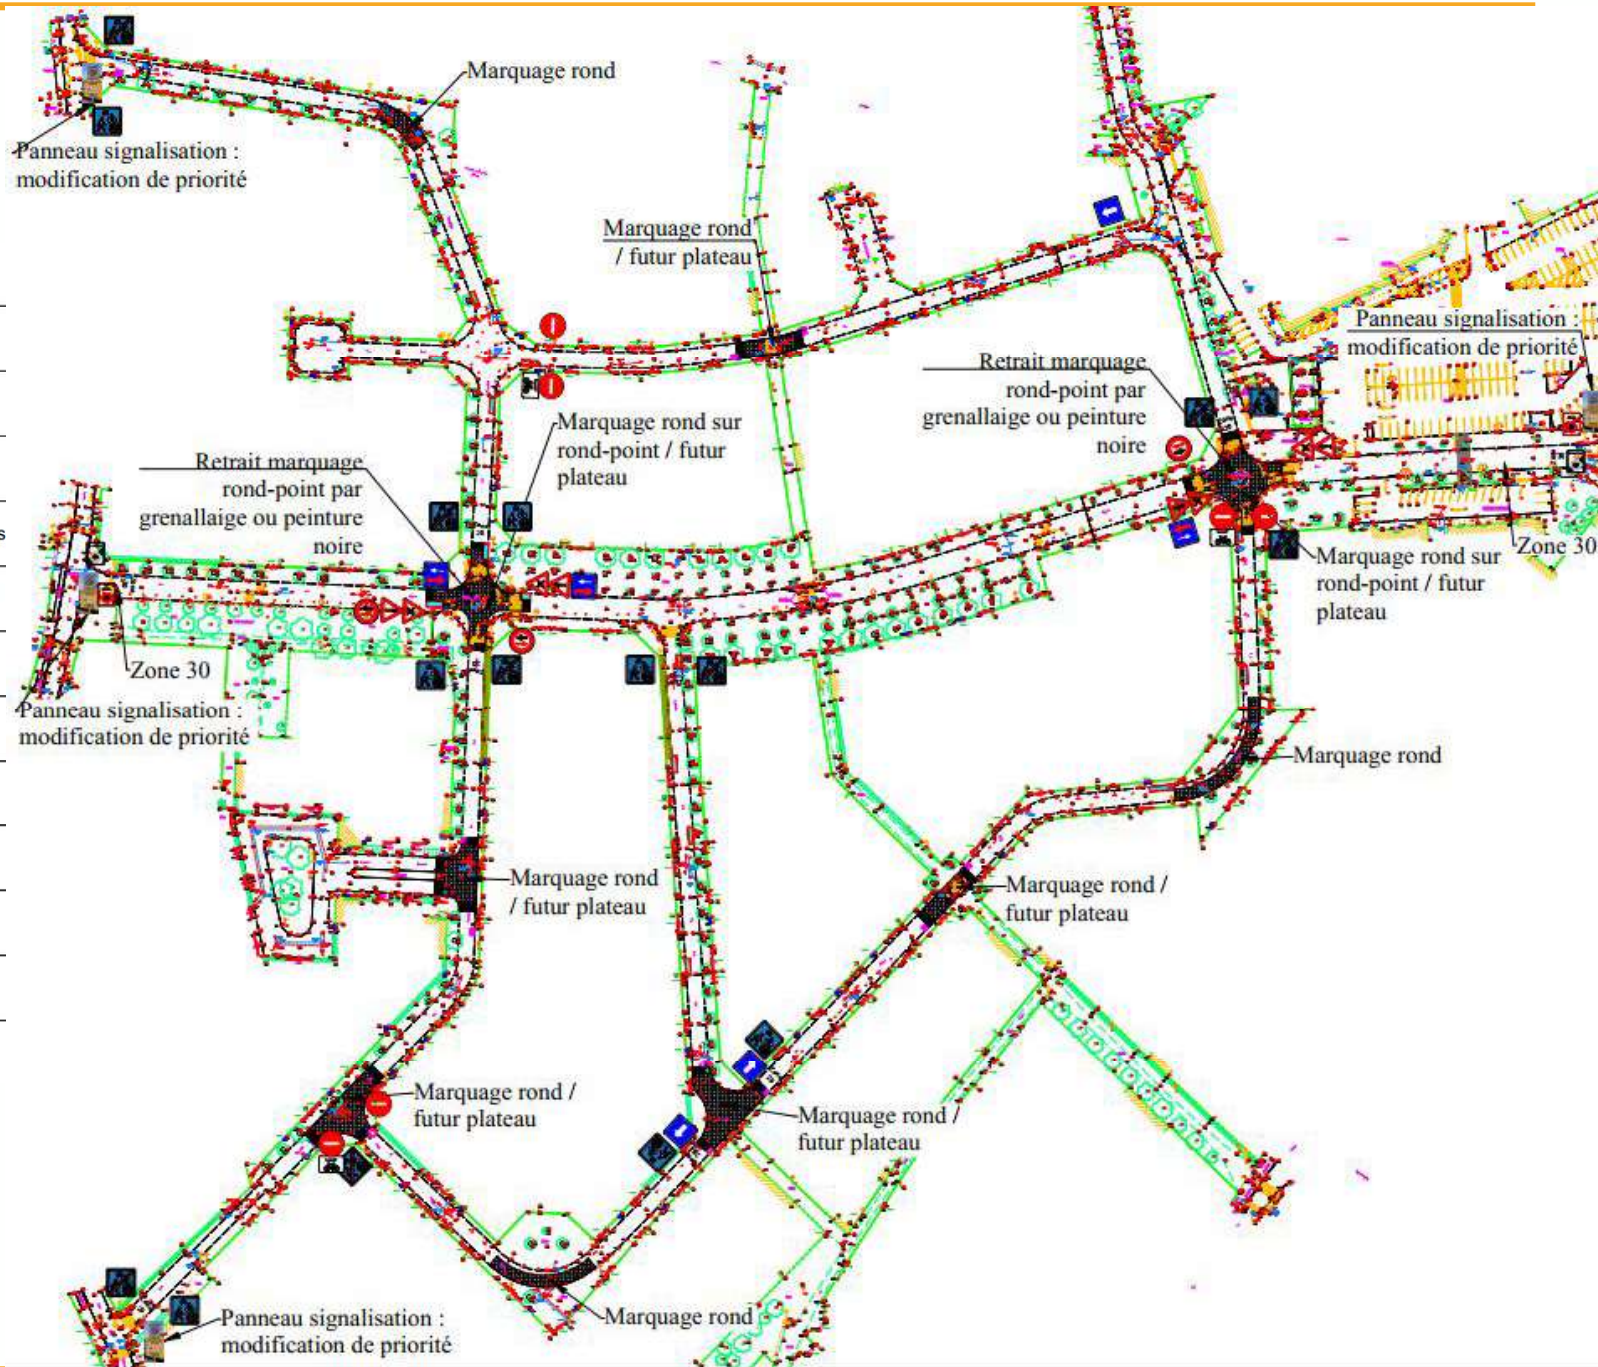 Marquage rond
Panneau signalisation :
modification de priorité
Marquage rond
/ futur plateau
Panneau signalisation :
modification de priorité
Retrait marquage
rond-point par
grenallaige ou peinture
noire
Marquage rond sur
rond-point / futur
plateau
Retrait marquage
rond-point par
grenallaige ou peinture
noire
s
Zone 30
Marquage rond sur
rond-point / futur
plateau
Zone 30
Panneau signalisation :
modification de priorité
Marquage rond
Marquage rond
/ futur plateau
Marquage rond /
futur plateau
Marquage rond /
futur plateau
Marquage rond /
futur plateau
Marquage rond
Panneau signalisation :
modification de priorité